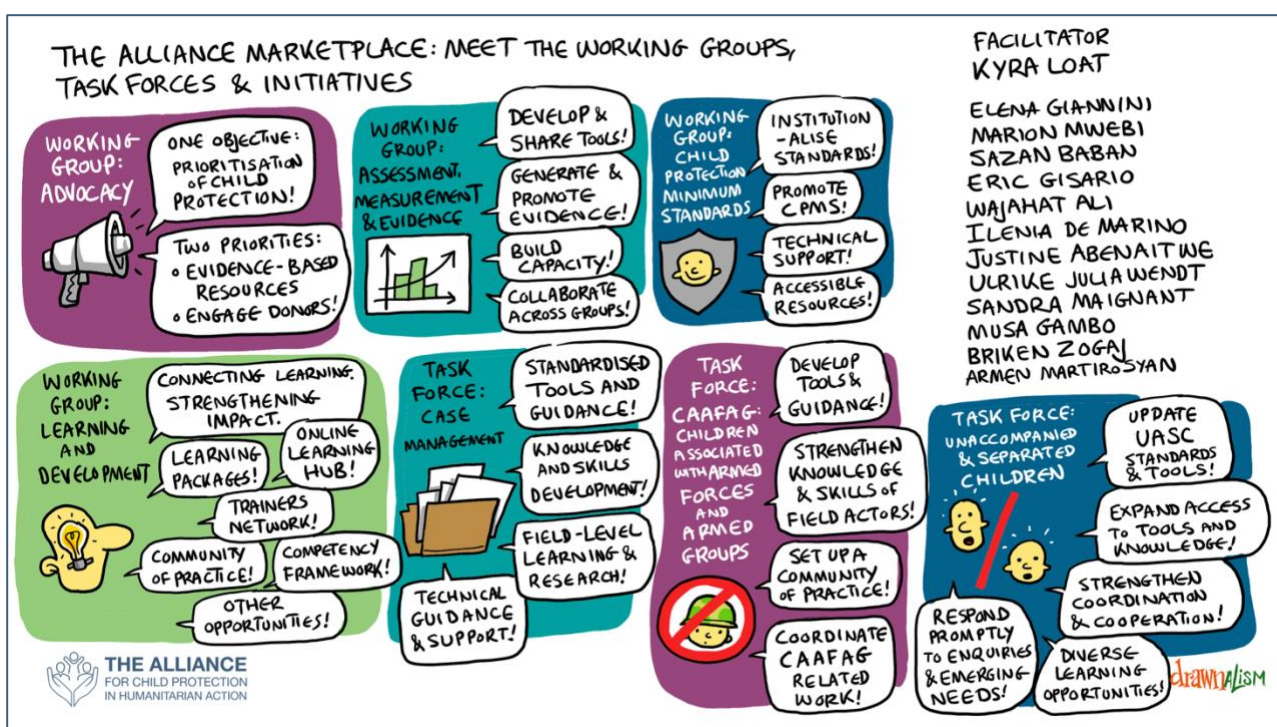 THE ALLIANCE MARKETPLACE: MEET THE WORKING GROUPS,
TASK FORCES & INITIATIVES
WORKING
GROUP:
ADVOCACY
ONE OBJECTIVE:
PRIORITISATION
OF CHILD
PROTECTION!
TWO PRIORITIES:
o EVIDENCE-BASED
RESOURCES
o ENGAGE DONORS!
WORKING
GROUP:
ASSESSMENT,
MEASUREMENT
& EVIDENCE
DEVELOP &
SHARE TOOLS!
GENERATE &
PROMOTE
EVIDENCE!
BUILD
CAPACITY!
COLLABORATE
ACROSS GROUPS!
WORKING
GROUP:
CHILD
PROTECTION
MINIMUM
STANDARDS
INSTITUTION
-ALISE
STANDARDS!
PROMOTE
CPMS!
TECHNICAL
SUPPORT!
ACCESSIBLE
RESOURCES!
FACILITATOR
KYRA LOAT
ELENA GIANNINI
MARION MWEBI
SAZAN BABAN
ERIC GISARIO
WAJAHAT ALI
ILENIA DE MARINO
JUSTINE ABENAITWE
ULRIKE JULIA WENDT
SANDRA MAIGNANT
MUSA GAMBO
BRIKEN ZOGAJ
ARMEN MARTIROSYAN
WORKING
GROUP:
LEARNING
AND
DEVELOPMENT
CONNECTING LEARNING.
STRENGTHENING
IMPACT.
LEARNING
PACKAGES!
ONLINE
LEARNING
HUB!
TRAINERS
NETWORK!
COMMUNITY
OF PRACTICE!
COMPETENCY
FRAMEWORK!
OTHER
OPPORTUNITIES!
TASK
FORCE:
CASE
MANAGEMENT
STANDARDISED
TOOLS AND
GUIDANCE!
KNOWLEDGE
AND SKILLS
DEVELOPMENT!
FIELD-LEVEL
LEARNING &
RESEARCH!
TECHNICAL
GUIDANCE
& SUPPORT!
TASK
FORCE:
CAAFAG:
CHILDREN
ASSOCIATED
WITH ARMED
FORCES
AND
ARMED
GROUPS
DEVELOP
TOOLS &
GUIDANCE!
STRENGTHEN
KNOWLEDGE
& SKILLS OF
FIELD ACTORS!
SET UP A
COMMUNITY
OF PRACTICE!
COORDINATE
CAAFAG
RELATED
WORK!
TASK FORCE:
UNACCOMPANIED
& SEPARATED
CHILDREN
UPDATE
UASC
STANDARDS
& TOOLS!
EXPAND ACCESS
TO TOOLS AND
KNOWLEDGE!
STRENGTHEN
COORDINATION
& COOPERATION!
RESPOND
PROMPTLY
TO ENQUIRIES
& EMERGING
NEEDS!
DIVERSE
LEARNING
OPPORTUNITIES!
THE ALLIANCE
FOR CHILD PROTECTION
IN HUMANITARIAN ACTION
drawnALISM